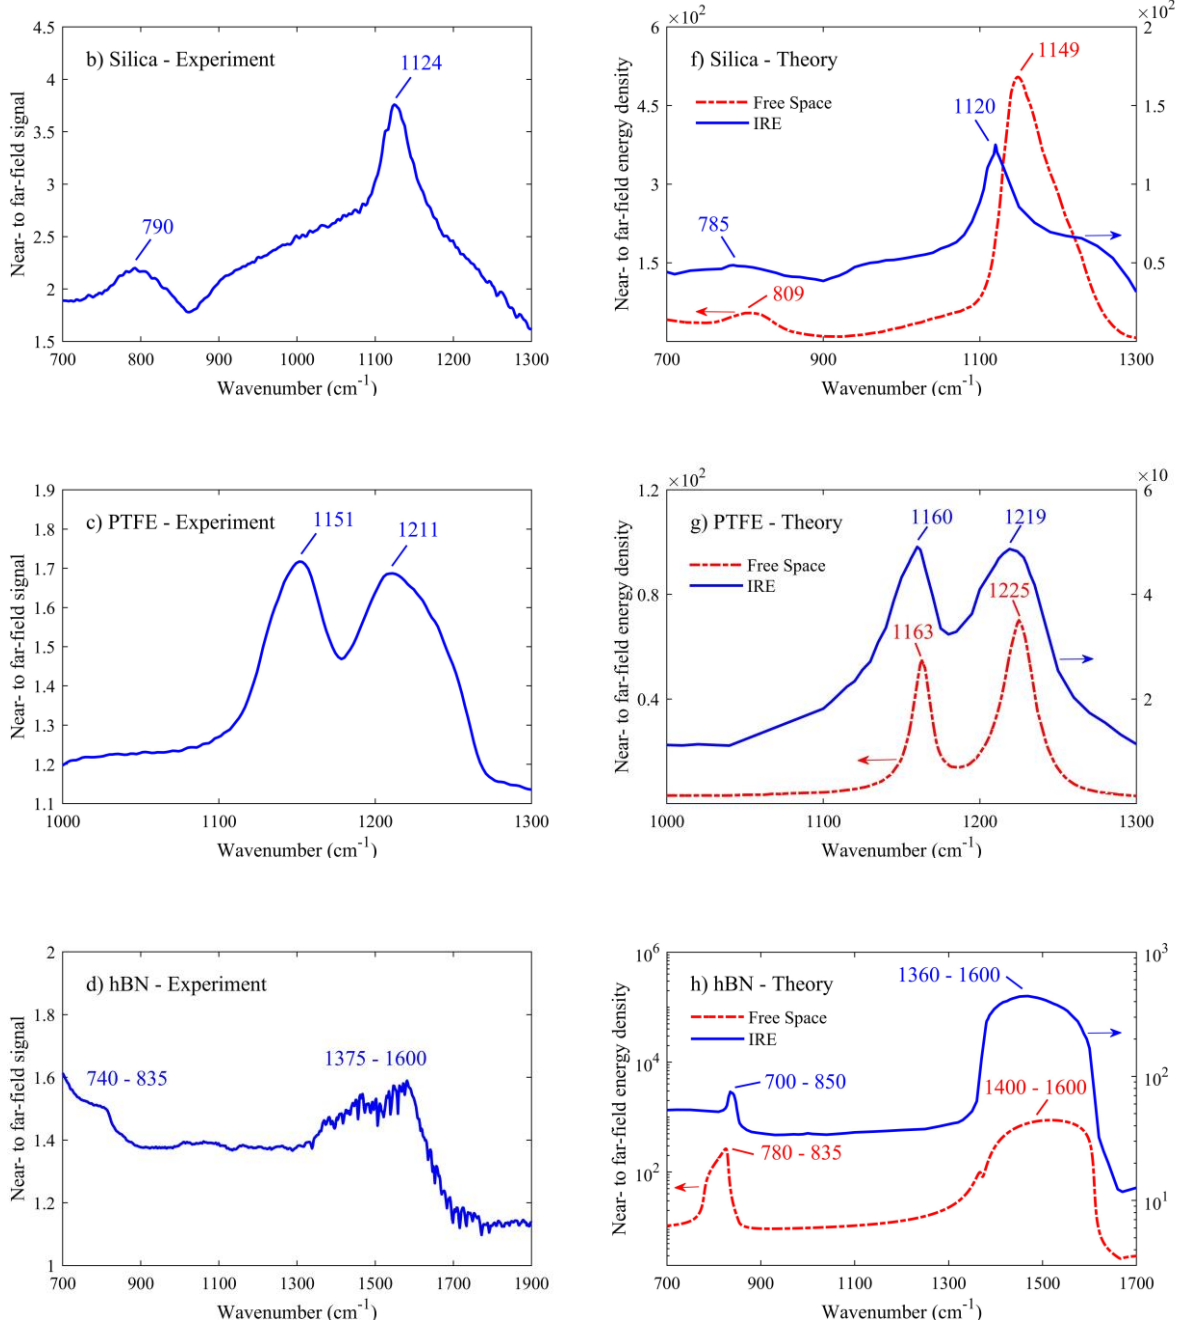 b) Silica - Experiment
Near- to far-field signal
4.5
4
3.5
3
2.5
2
1.5
1124
790
700 800 900 1000 1100 1200 1300
Wavenumber (cm⁻¹)
f) Silica - Theory
Near- to far-field energy density
×10²
×10²
6
4.5
3
1.5
2
1.5
1
0.5
Free Space
IRE
1149
1120
785
809
700 900 1100 1300
Wavenumber (cm⁻¹)
c) PTFE - Experiment
Near- to far-field signal
1.9
1.8
1.7
1.6
1.5
1.4
1.3
1.2
1.1
1151
1211
1000 1100 1200 1300
Wavenumber (cm⁻¹)
g) PTFE - Theory
Near- to far-field energy density
×10²
×10
1.2
0.8
0.4
6
4
2
Free Space
IRE
1160
1219
1225
1163
1000 1100 1200 1300
Wavenumber (cm⁻¹)
d) hBN - Experiment
Near- to far-field signal
2
1.8
1.6
1.4
1.2
1
740 - 835
1375 - 1600
700 900 1100 1300 1500 1700 1900
Wavenumber (cm⁻¹)
h) hBN - Theory
Near- to far-field energy density
10⁶
10⁴
10²
10³
10²
10¹
Free Space
IRE
1360 - 1600
700 - 850
1400 - 1600
780 - 835
700 900 1100 1300 1500 1700
Wavenumber (cm⁻¹)